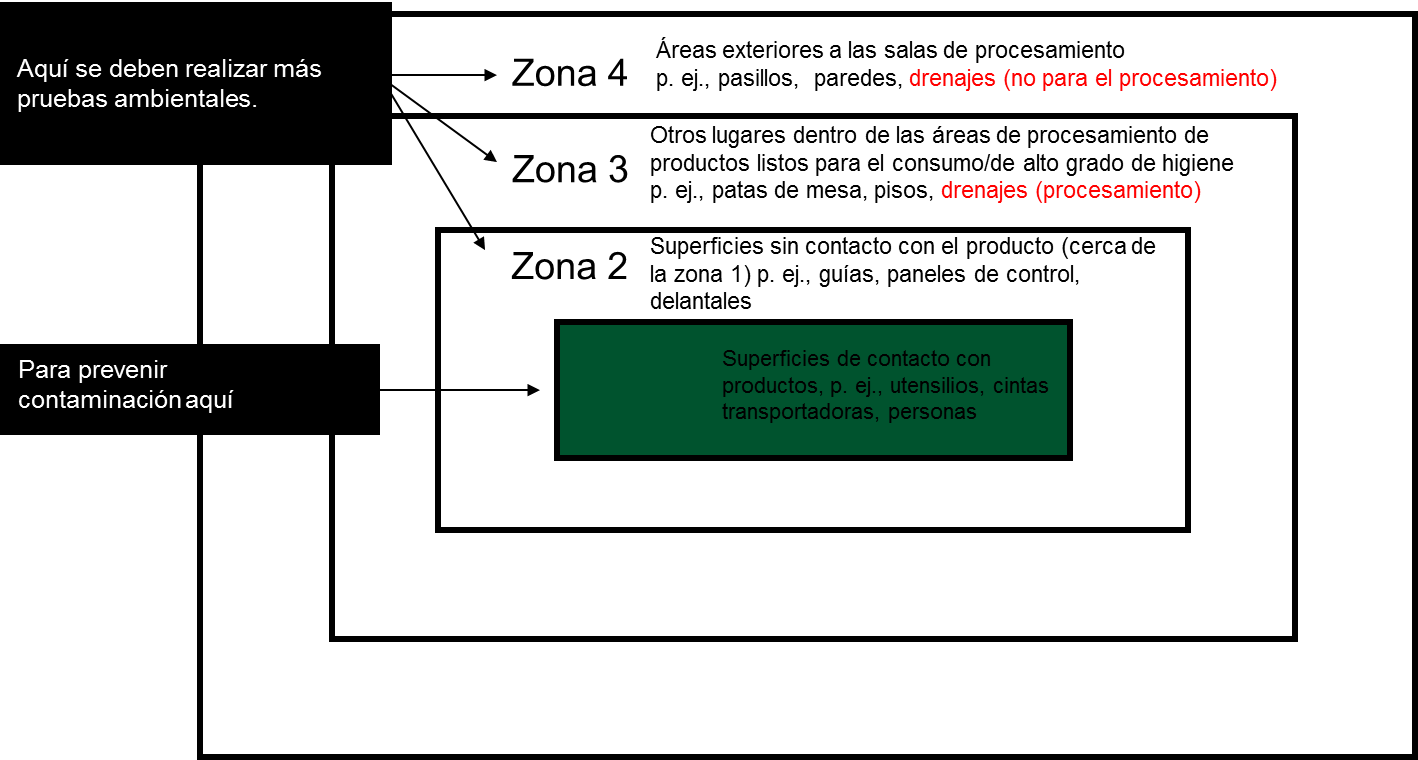 Aquí se deben realizar más
pruebas ambientales.
Zona 4
Áreas exteriores a las salas de procesamiento
p. ej., pasillos, paredes, drenajes (no para el procesamiento)
Zona 3
Otros lugares dentro de las áreas de procesamiento de
productos listos para el consumo/de alto grado de higiene
p. ej., patas de mesa, pisos, drenajes (procesamiento)
Zona 2
Superficies sin contacto con el producto (cerca de
la zona 1) p. ej., guías, paneles de control,
delantales
Para prevenir
contaminación aquí
Superficies de contacto con
productos, p. ej., utensilios, cintas
transportadoras, personas